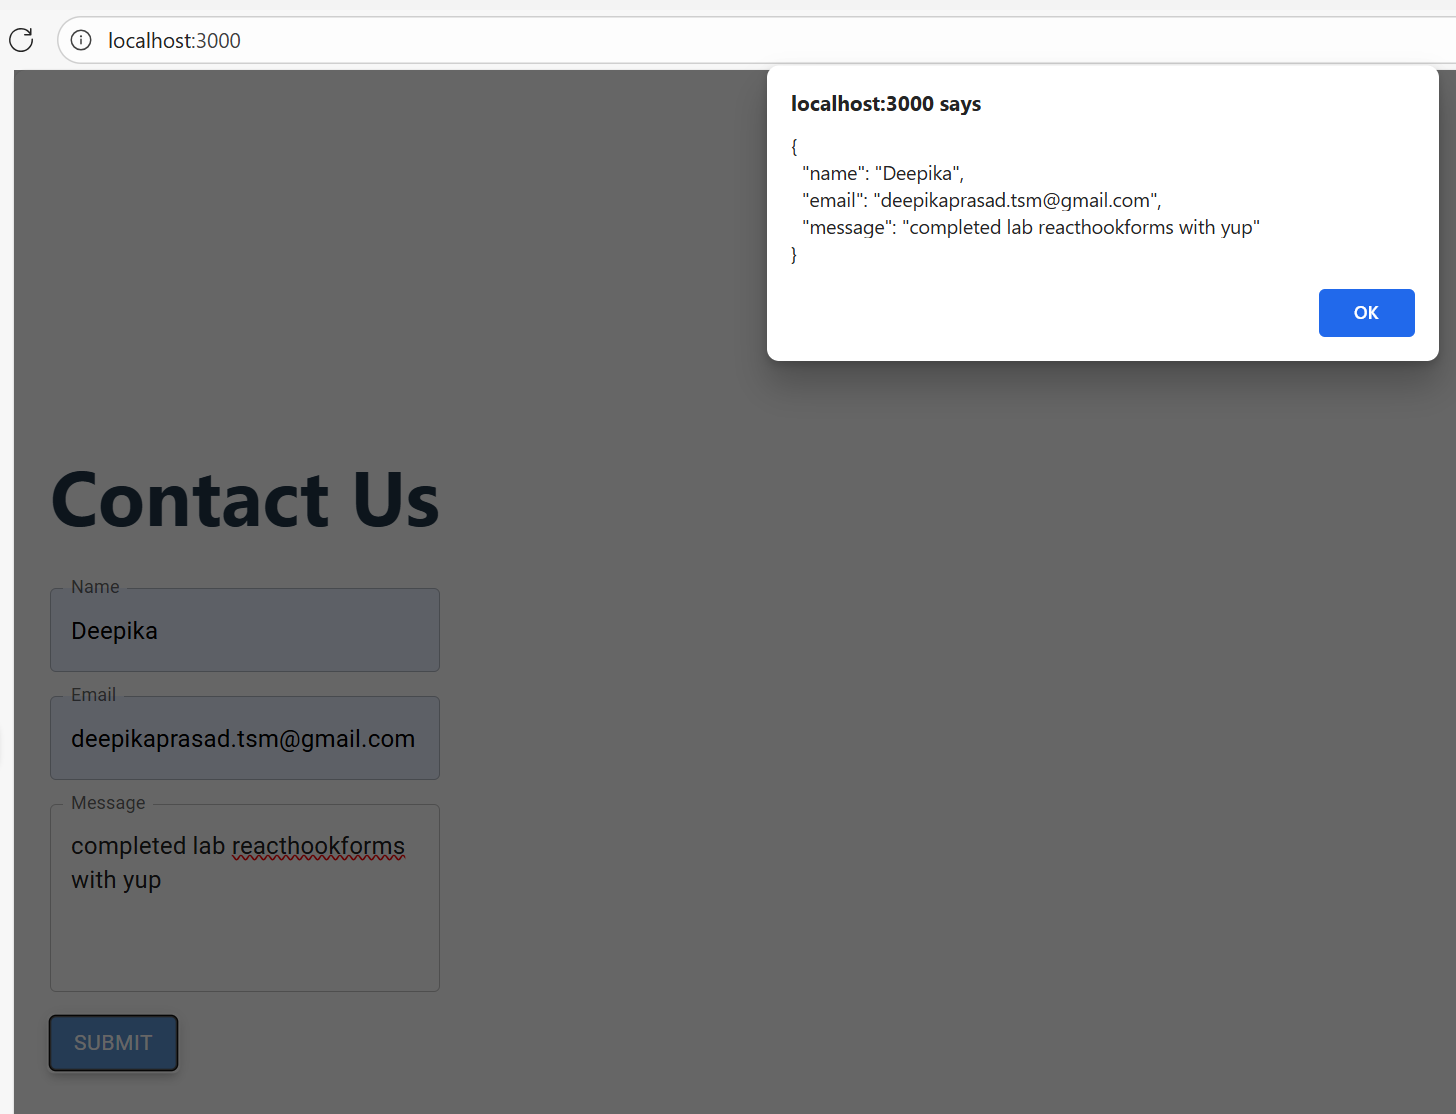 localhost:3000
localhost:3000 says
{
"name": "Deepika",
"email": "deepikaprasad.tsm@gmail.com",
"message": "completed lab reacthookforms with yup"
}
OK
Contact Us
Name
Deepika
Email
deepikaprasad.tsm@gmail.com
Message
completed lab reacthookforms
with yup
SUBMIT